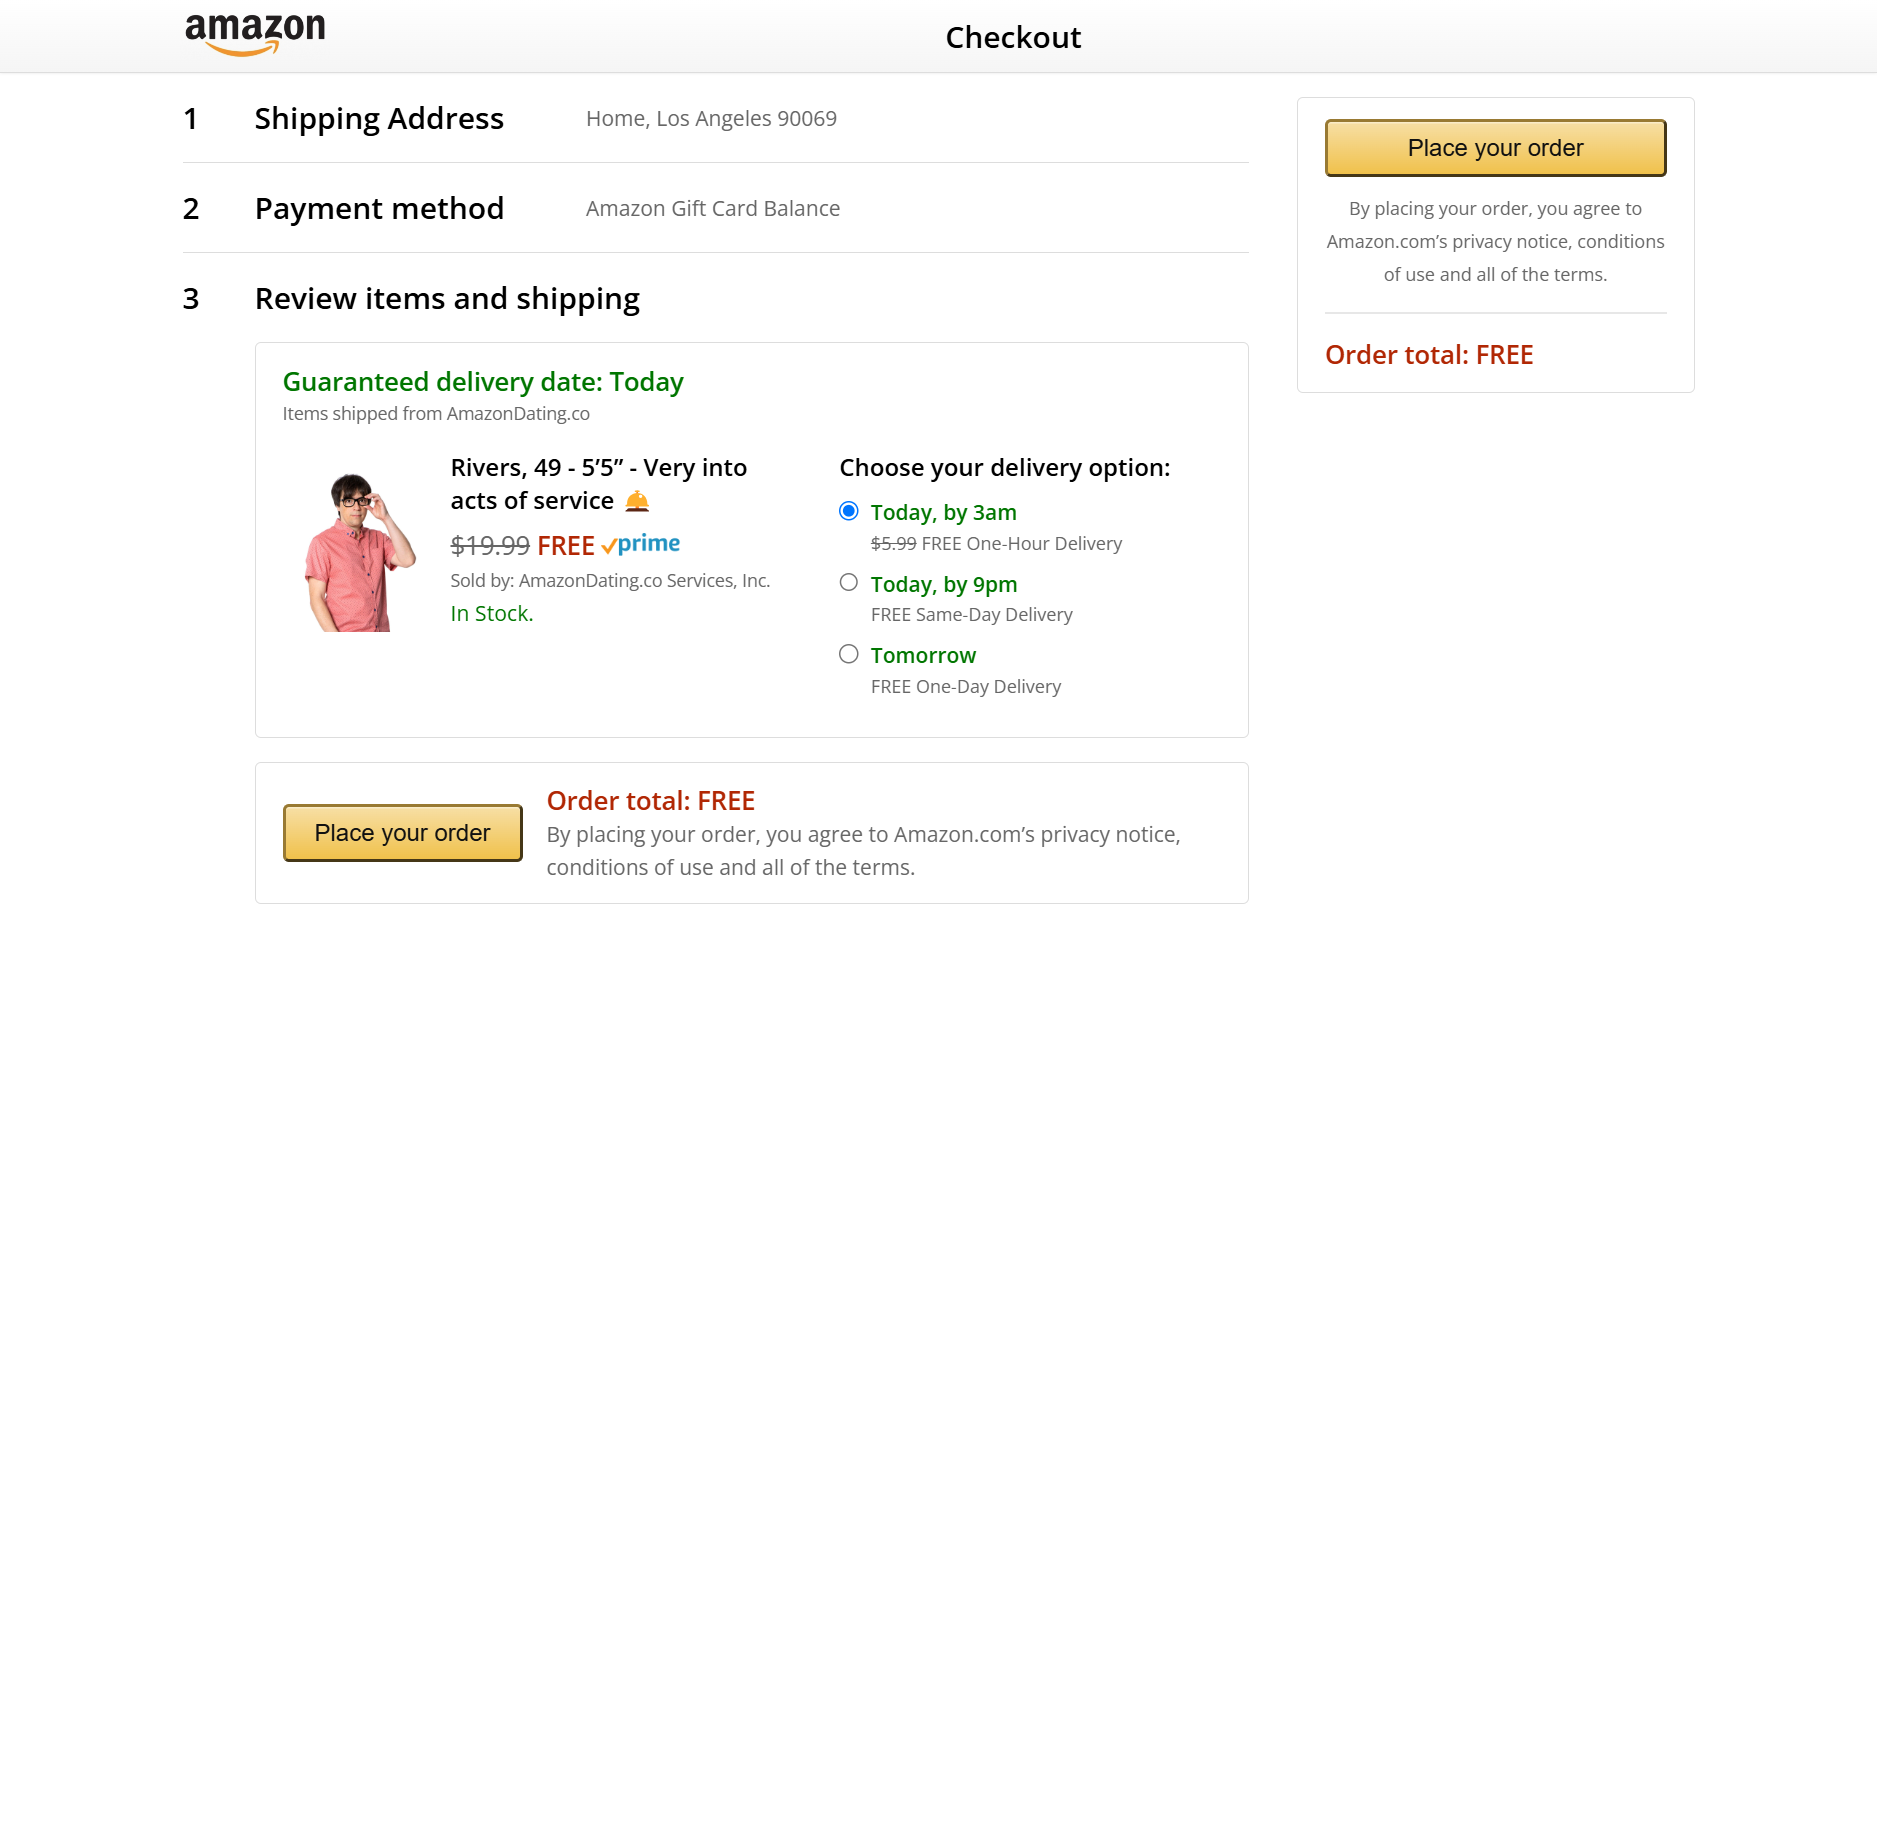 amazon
Checkout
1 Shipping Address Home, Los Angeles 90069
2 Payment method Amazon Gift Card Balance
3 Review items and shipping
Guaranteed delivery date: Today
Items shipped from AmazonDating.co
Rivers, 49 - 5’5” - Very into
acts of service
$19.99 FREE prime
Sold by: AmazonDating.co Services, Inc.
In Stock.
Choose your delivery option:
Today, by 3am
$5.99 FREE One-Hour Delivery
Today, by 9pm
FREE Same-Day Delivery
Tomorrow
FREE One-Day Delivery
Place your order
Order total: FREE
By placing your order, you agree to Amazon.com’s privacy notice,
conditions of use and all of the terms.
Place your order
By placing your order, you agree to
Amazon.com’s privacy notice, conditions
of use and all of the terms.
Order total: FREE